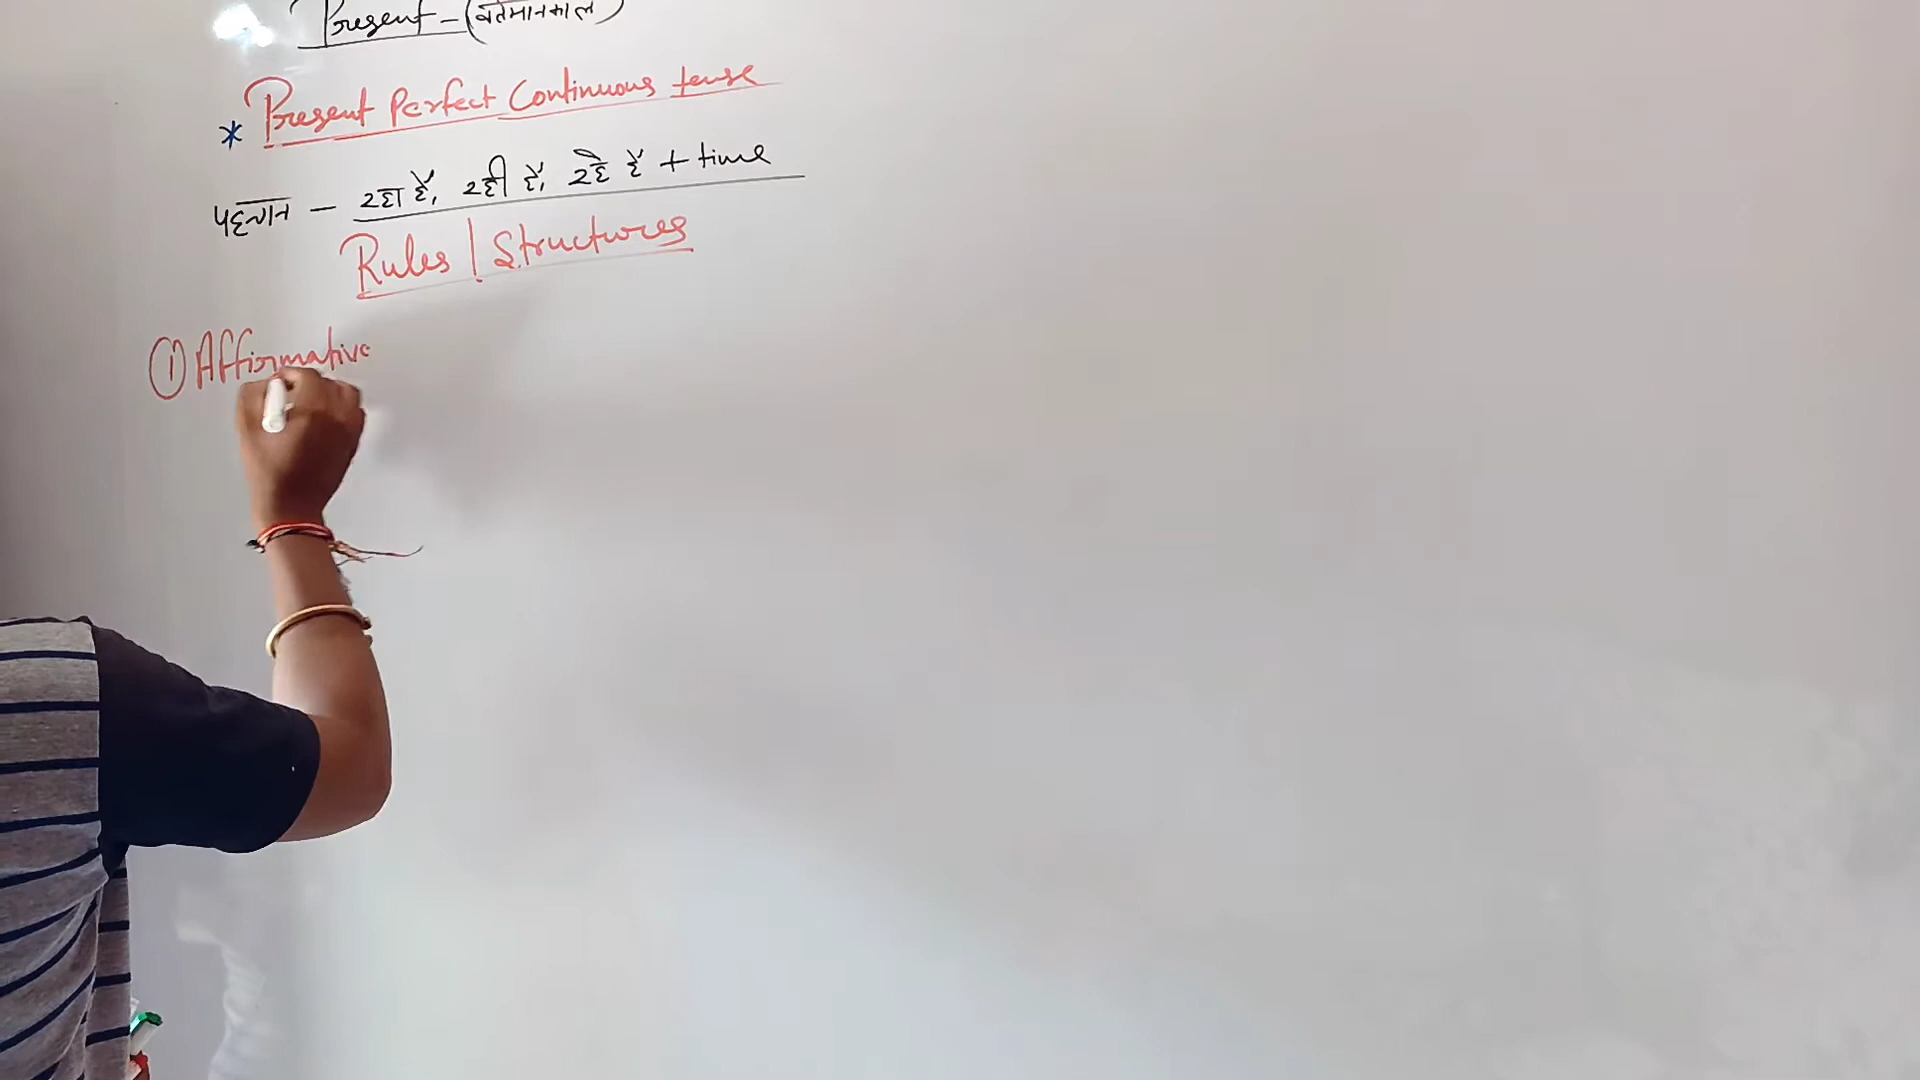 Present - (वर्तमानकाल)
* Present Perfect Continuous tense
पहचान - रहा है, रही है, रहे हैं + time
Rules | Structures
① Affirmative